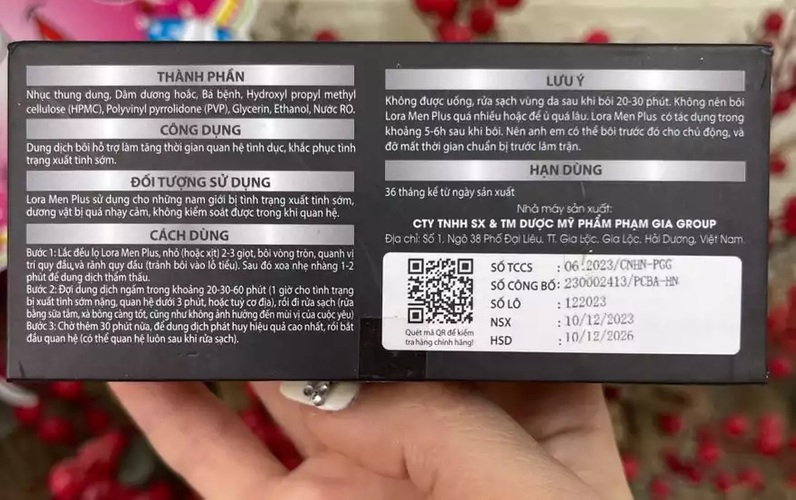 THÀNH PHẦN
Nhục thung dung, Dàm dương hoắc, Bá bệnh, Hydroxyl propyl methyl
cellulose (HPMC), Polyvinyl pyrrolidone (PVP), Glycerin, Ethanol, Nước RO.
CÔNG DỤNG
Dung dịch bôi hỗ trợ làm tăng thời gian quan hệ tình dục, khắc phục tình
trạng xuất tinh sớm.
ĐỐI TƯỢNG SỬ DỤNG
Lora Men Plus sử dụng cho những nam giới bị tình trạng xuất tinh sớm,
dương vật bị quá nhạy cảm, không kiểm soát được trong khi quan hệ.
CÁCH DÙNG
Bước 1: Lắc đều lọ Lora Men Plus, nhỏ (hoặc xịt) 2-3 giọt, bôi vòng tròn, quanh vị
trí quy đầu và rãnh quy đầu (tránh bôi vào lỗ tiểu). Sau đó xoa nhẹ nhàng 1-2
phút để dung dịch thẩm thấu.
Bước 2: Đợi dung dịch ngấm trong khoảng 20-30-60 phút (1 giờ cho tình trạng
bị xuất tinh sớm nặng, quan hệ dưới 3 phút, hoặc tuỳ cơ địa), rồi đi rửa sạch (rửa
bằng sữa tắm, xà bông càng tốt, cũng như không ảnh hưởng đến mùi vị của cuộc yêu)
Bước 3: Chờ thêm 30 phút nữa, để dung dịch phát huy hiệu quả cao nhất, rồi bắt
đầu quan hệ (có thể quan hệ luôn sau khi rửa sạch).
LƯU Ý
Không được uống, rửa sạch vùng da sau khi bôi 20-30 phút. Không nên bôi
Lora Men Plus quá nhiều hoặc để ủ quá lâu. Lora Men Plus có tác dụng trong
khoảng 5-6h sau khi bôi. Nên anh em có thể bôi trước đó cho chủ động, và
đỡ mất thời gian chuẩn bị trước lâm trận.
HẠN DÙNG
36 tháng kể từ ngày sản xuất
Nhà máy sản xuất:
CTY TNHH SX & TM DƯỢC MỸ PHẨM PHẠM GIA GROUP
Địa chỉ: Số 1, Ngõ 38 Phố Đại Liêu, TT. Gia Lộc, Gia Lộc, Hải Dương, Việt Nam
SỐ TCCS : 06.2023/CNHN-PGG
SỐ CÔNG BỐ: 230002413/PCBA-HN
SỐ LÔ : 122023
NSX : 10/12/2023
HSD : 10/12/2026
Quét mã QR để kiểm
tra hàng chính hãng!